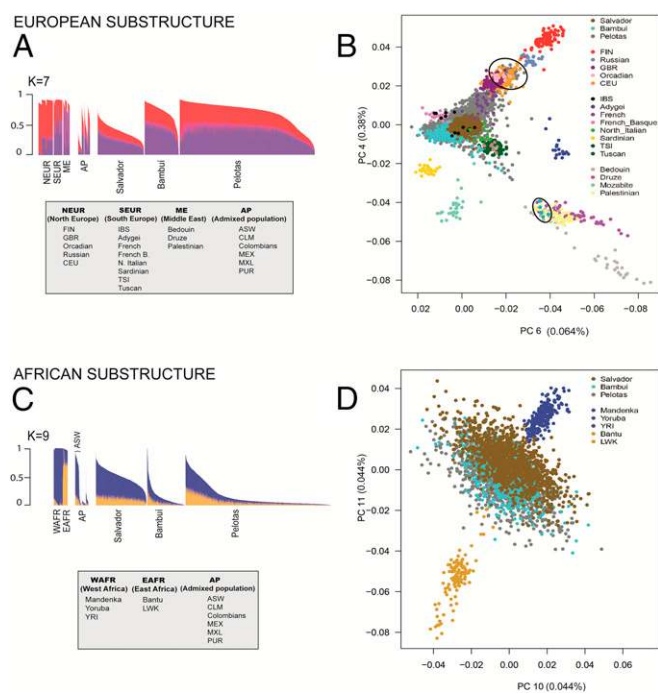 EUROPEAN SUBSTRUCTURE
A
K=7
1
0.5
0
NEUR
SEUR
ME
AP
Salvador
Bambui
Pelotas
NEUR
(North Europe)
FIN
GBR
Orcadian
Russian
CEU
SEUR
(South Europe)
IBS
Adygei
French
French B.
N. Italian
Sardinian
TSI
Tuscan
ME
(Middle East)
Bedouin
Druze
Palestinian
AP
(Admixed population)
ASW
CLM
Colombians
MEX
MXL
PUR
B
0.04
0.02
0.00
−0.02
−0.04
−0.06
−0.08
PC 4 (0.38%)
0.02
0.00
−0.02
−0.04
−0.06
−0.08
PC 6 (0.064%)
Salvador
Bambui
Pelotas
FIN
Russian
GBR
Orcadian
CEU
IBS
Adygei
French
French_Basque
North_Italian
Sardinian
TSI
Tuscan
Bedouin
Druze
Mozabite
Palestinian
AFRICAN SUBSTRUCTURE
C
K=9
1
0.5
0
ASW
WAFR
EAFR
AP
Salvador
Bambui
Pelotas
WAFR
(West Africa)
Mandenka
Yoruba
YRI
EAFR
(East Africa)
Bantu
LWK
AP
(Admixed population)
ASW
CLM
Colombians
MEX
MXL
PUR
D
0.04
0.02
0.00
−0.02
−0.04
−0.06
−0.08
PC 11 (0.044%)
−0.04
−0.02
0.00
0.02
0.04
0.06
PC 10 (0.044%)
Salvador
Bambui
Pelotas
Mandenka
Yoruba
YRI
Bantu
LWK